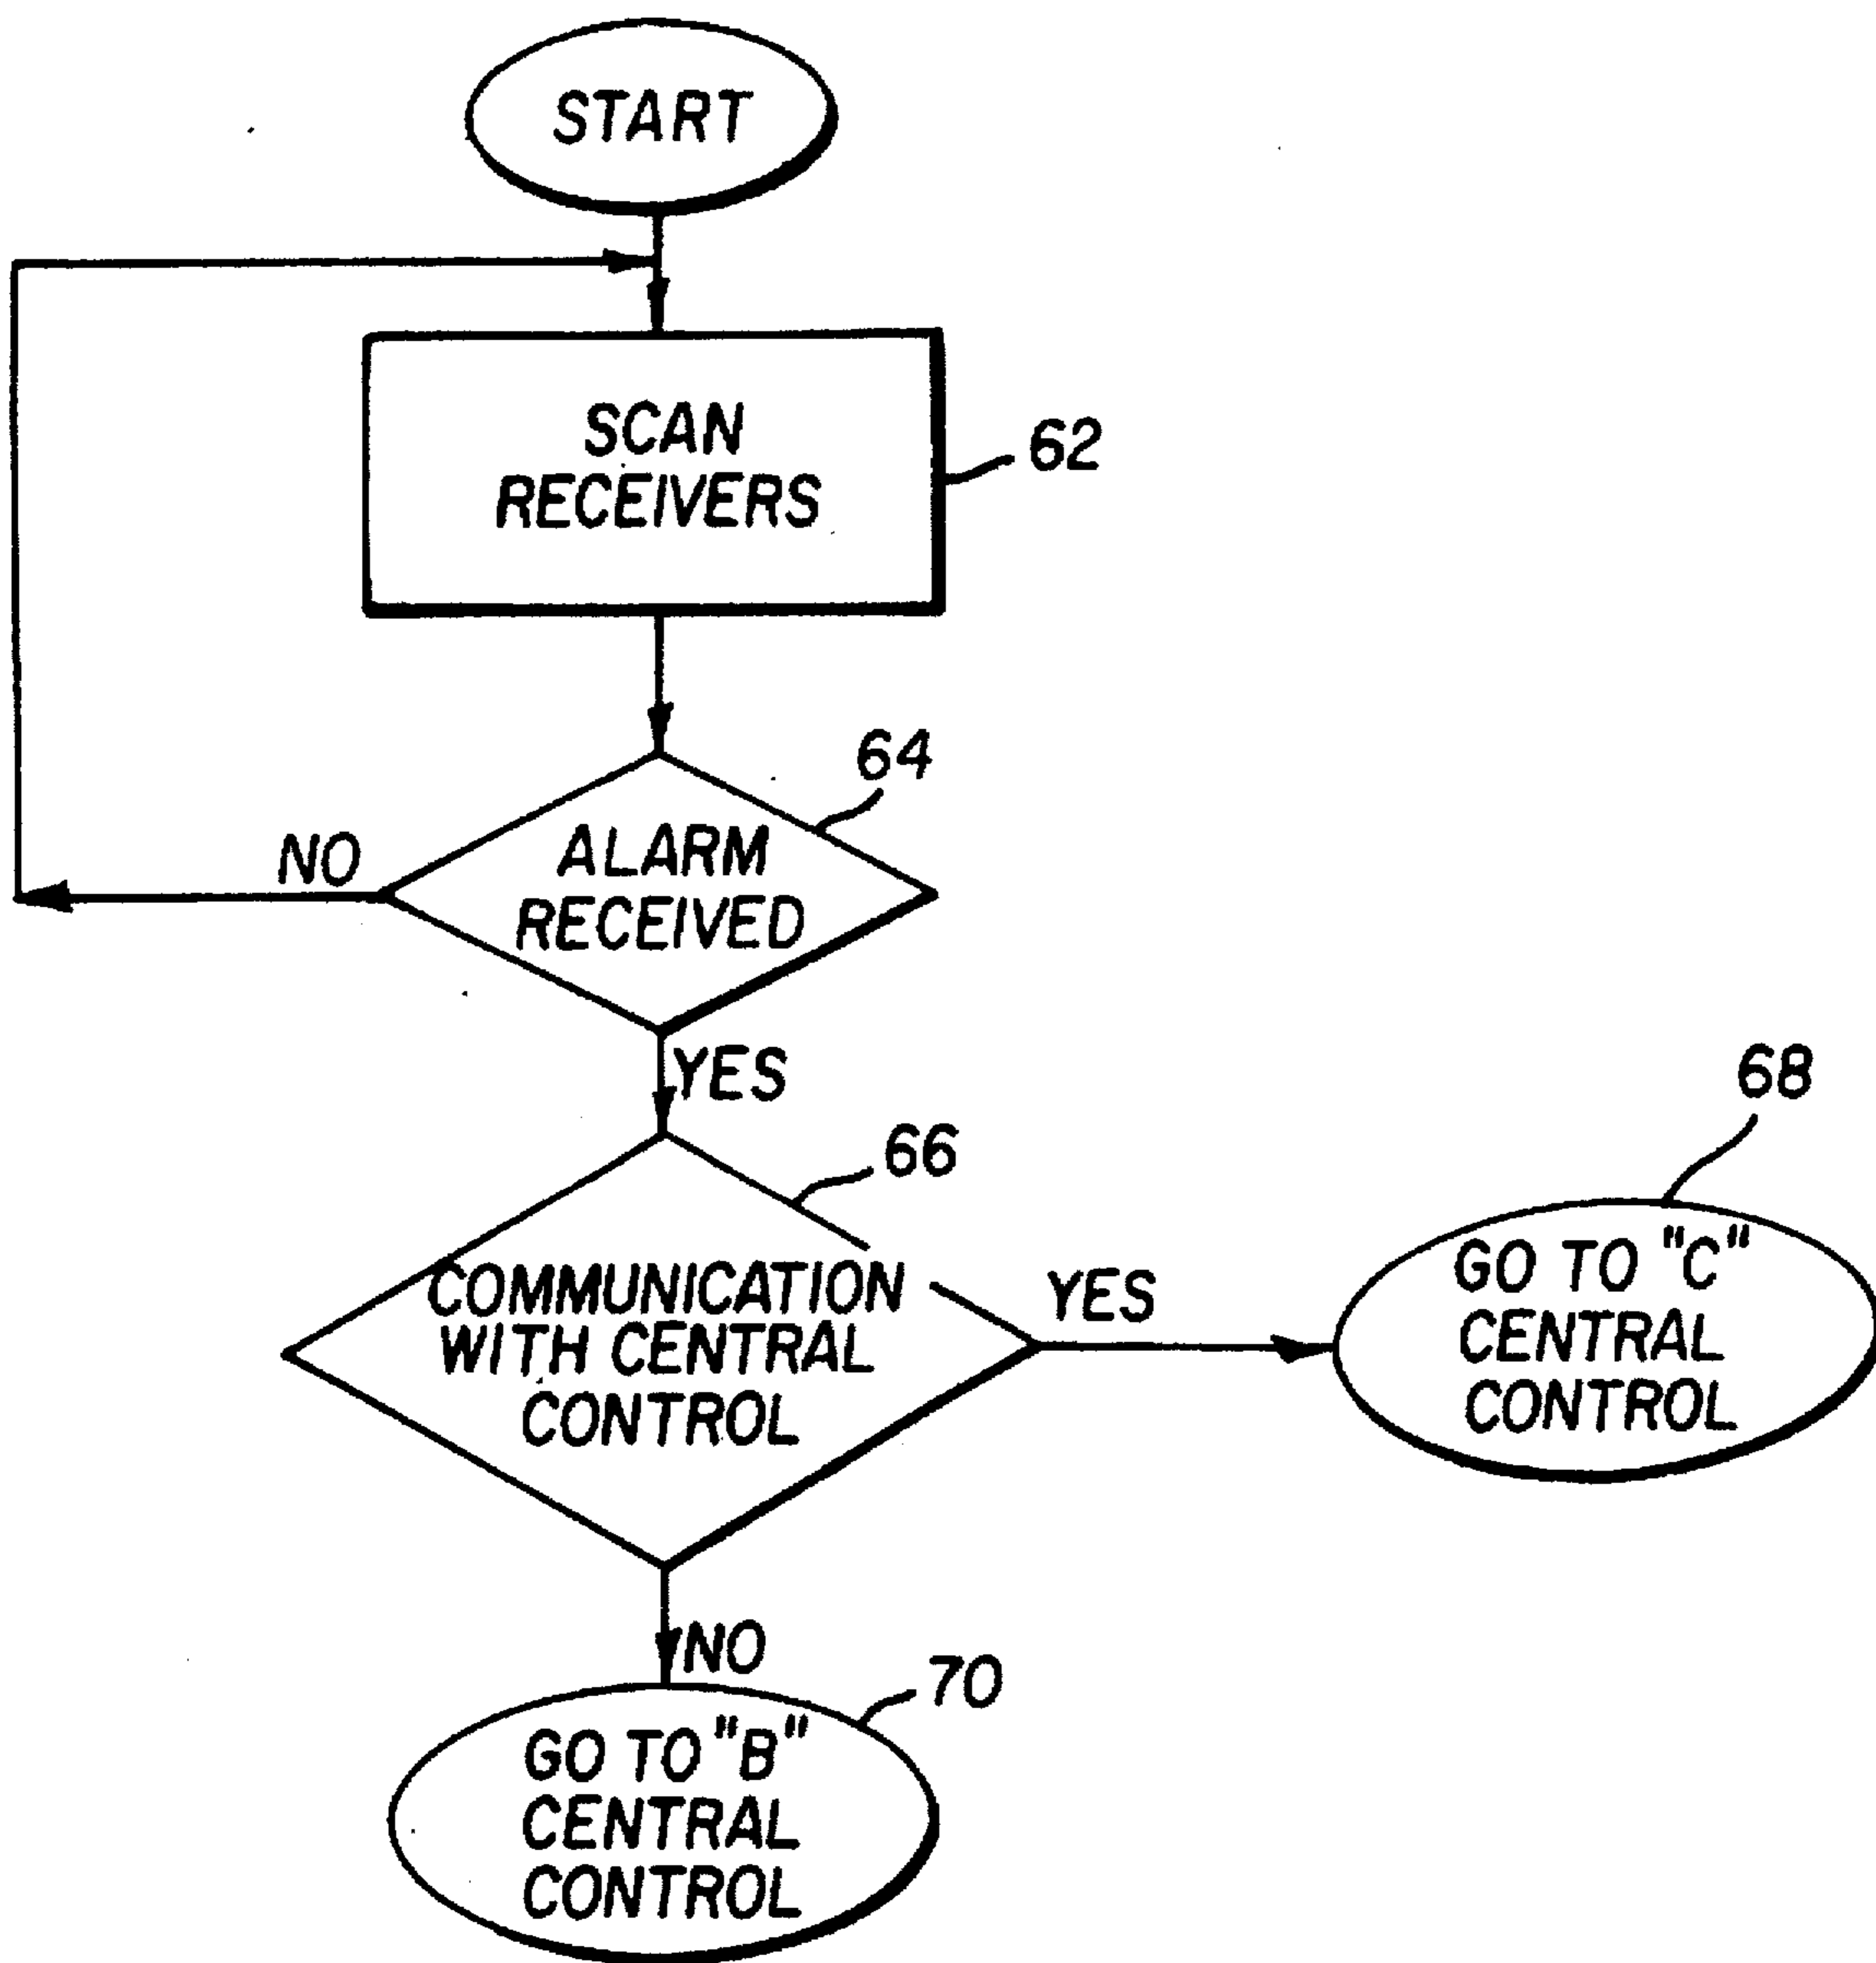 START
SCAN
RECEIVERS
62
64
ALARM
RECEIVED
NO
YES
66
COMMUNICATION
WITH CENTRAL
CONTROL
YES
68
GO TO "C"
CENTRAL
CONTROL
NO
70
GO TO "B"
CENTRAL
CONTROL